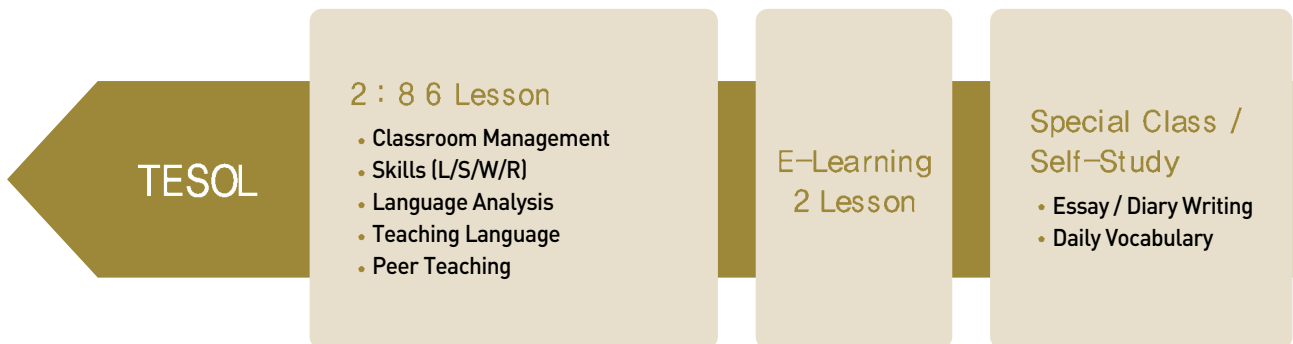 TESOL
2 : 8 6 Lesson
• Classroom Management
• Skills (L/S/W/R)
• Language Analysis
• Teaching Language
• Peer Teaching
E-Learning
2 Lesson
Special Class /
Self-Study
• Essay / Diary Writing
• Daily Vocabulary